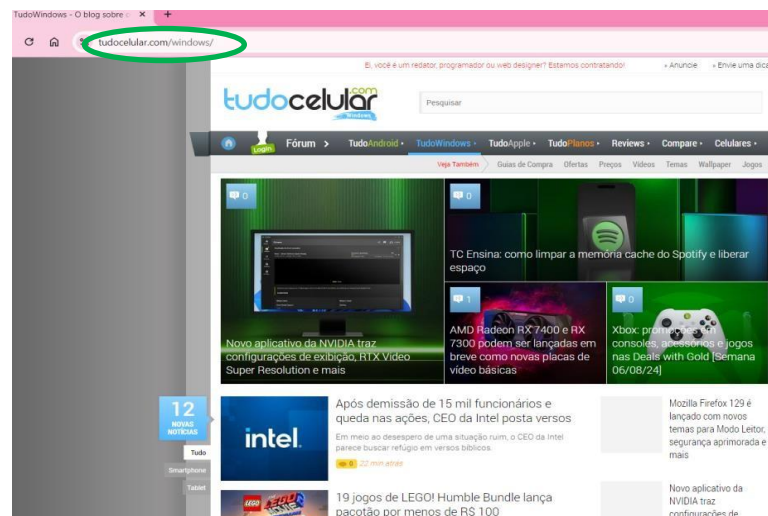 TudoWindows - O blog sobre
tudocelular.com/windows/
Ei, você é um redator, programador ou web designer? Estamos contratando!
» Anuncie
» Envie uma dica
tudocelular
.com
Windows
Pesquisar
Login
Fórum
TudoAndroid
TudoWindows
TudoApple
TudoPlanos
Reviews
Compare
Celulares
Veja Também
Guias de Compra
Ofertas
Preços
Vídeos
Temas
Wallpaper
Jogos
0
Novo aplicativo da NVIDIA traz
configurações de exibição, RTX Video
Super Resolution e mais
0
TC Ensina: como limpar a memória cache do Spotify e liberar
espaço
1
AMD Radeon RX 7400 e RX
7300 podem ser lançadas em
breve como novas placas de
vídeo básicas
0
Xbox: promoções em
consoles, acessórios e jogos
nas Deals with Gold [Semana
06/08/24]
12
NOVAS
NOTÍCIAS
Tudo
Smartphone
Tablet
intel
Após demissão de 15 mil funcionários e
queda nas ações, CEO da Intel posta versos
Em meio ao desespero de uma situação ruim, o CEO da Intel
parece buscar refúgio em versos bíblicos.
0
22 min atrás
LEGO
19 jogos de LEGO! Humble Bundle lança
pacotão por menos de R$ 100
Mozilla Firefox 129 é
lançado com novos
temas para Modo Leitor,
segurança aprimorada e
mais
Novo aplicativo da
NVIDIA traz
configurações de